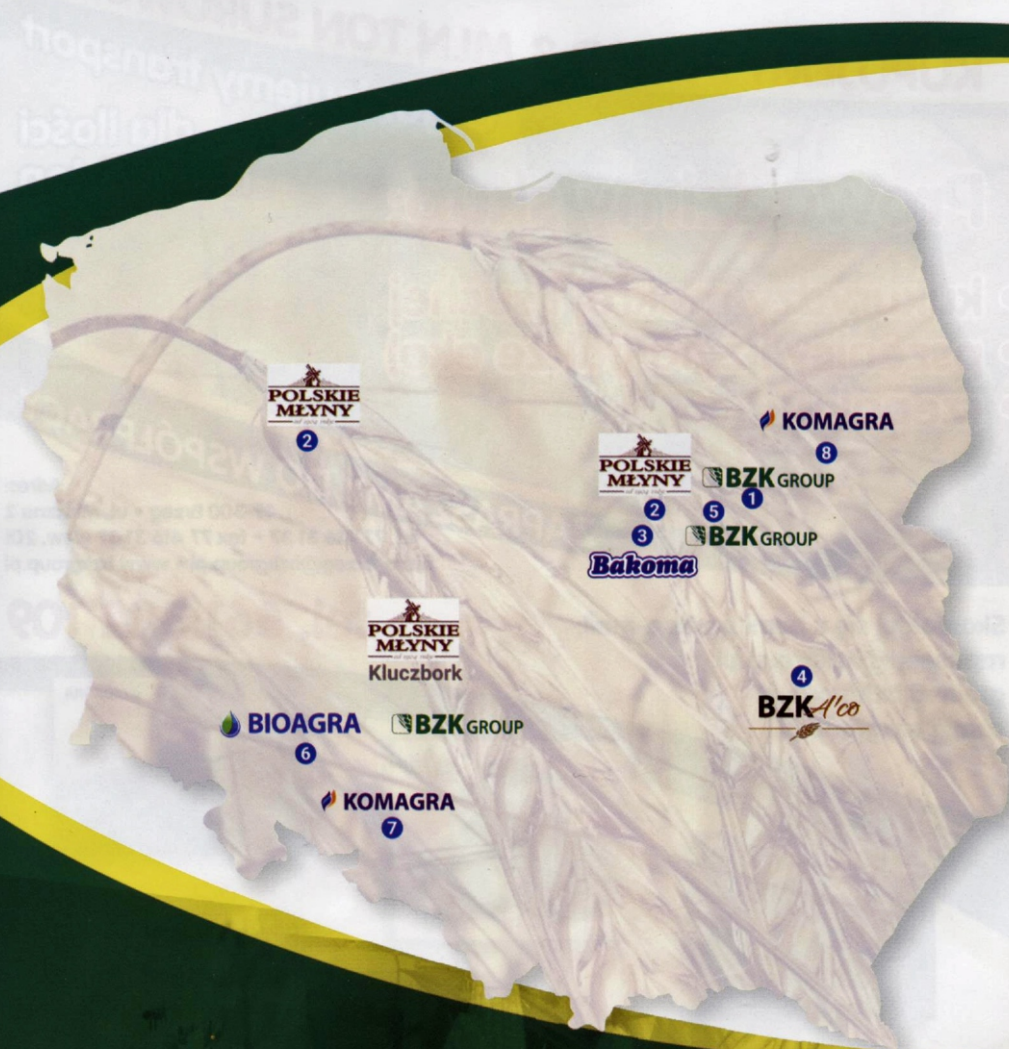 POLSKIE
MŁYNY
2
KOMAGRA
8
POLSKIE
MŁYNY
BZK GROUP
1
2
5
3
BZK GROUP
Bakoma
POLSKIE
MŁYNY
Kluczbork
4
BZK A'co
BIOAGRA
BZK GROUP
6
KOMAGRA
7